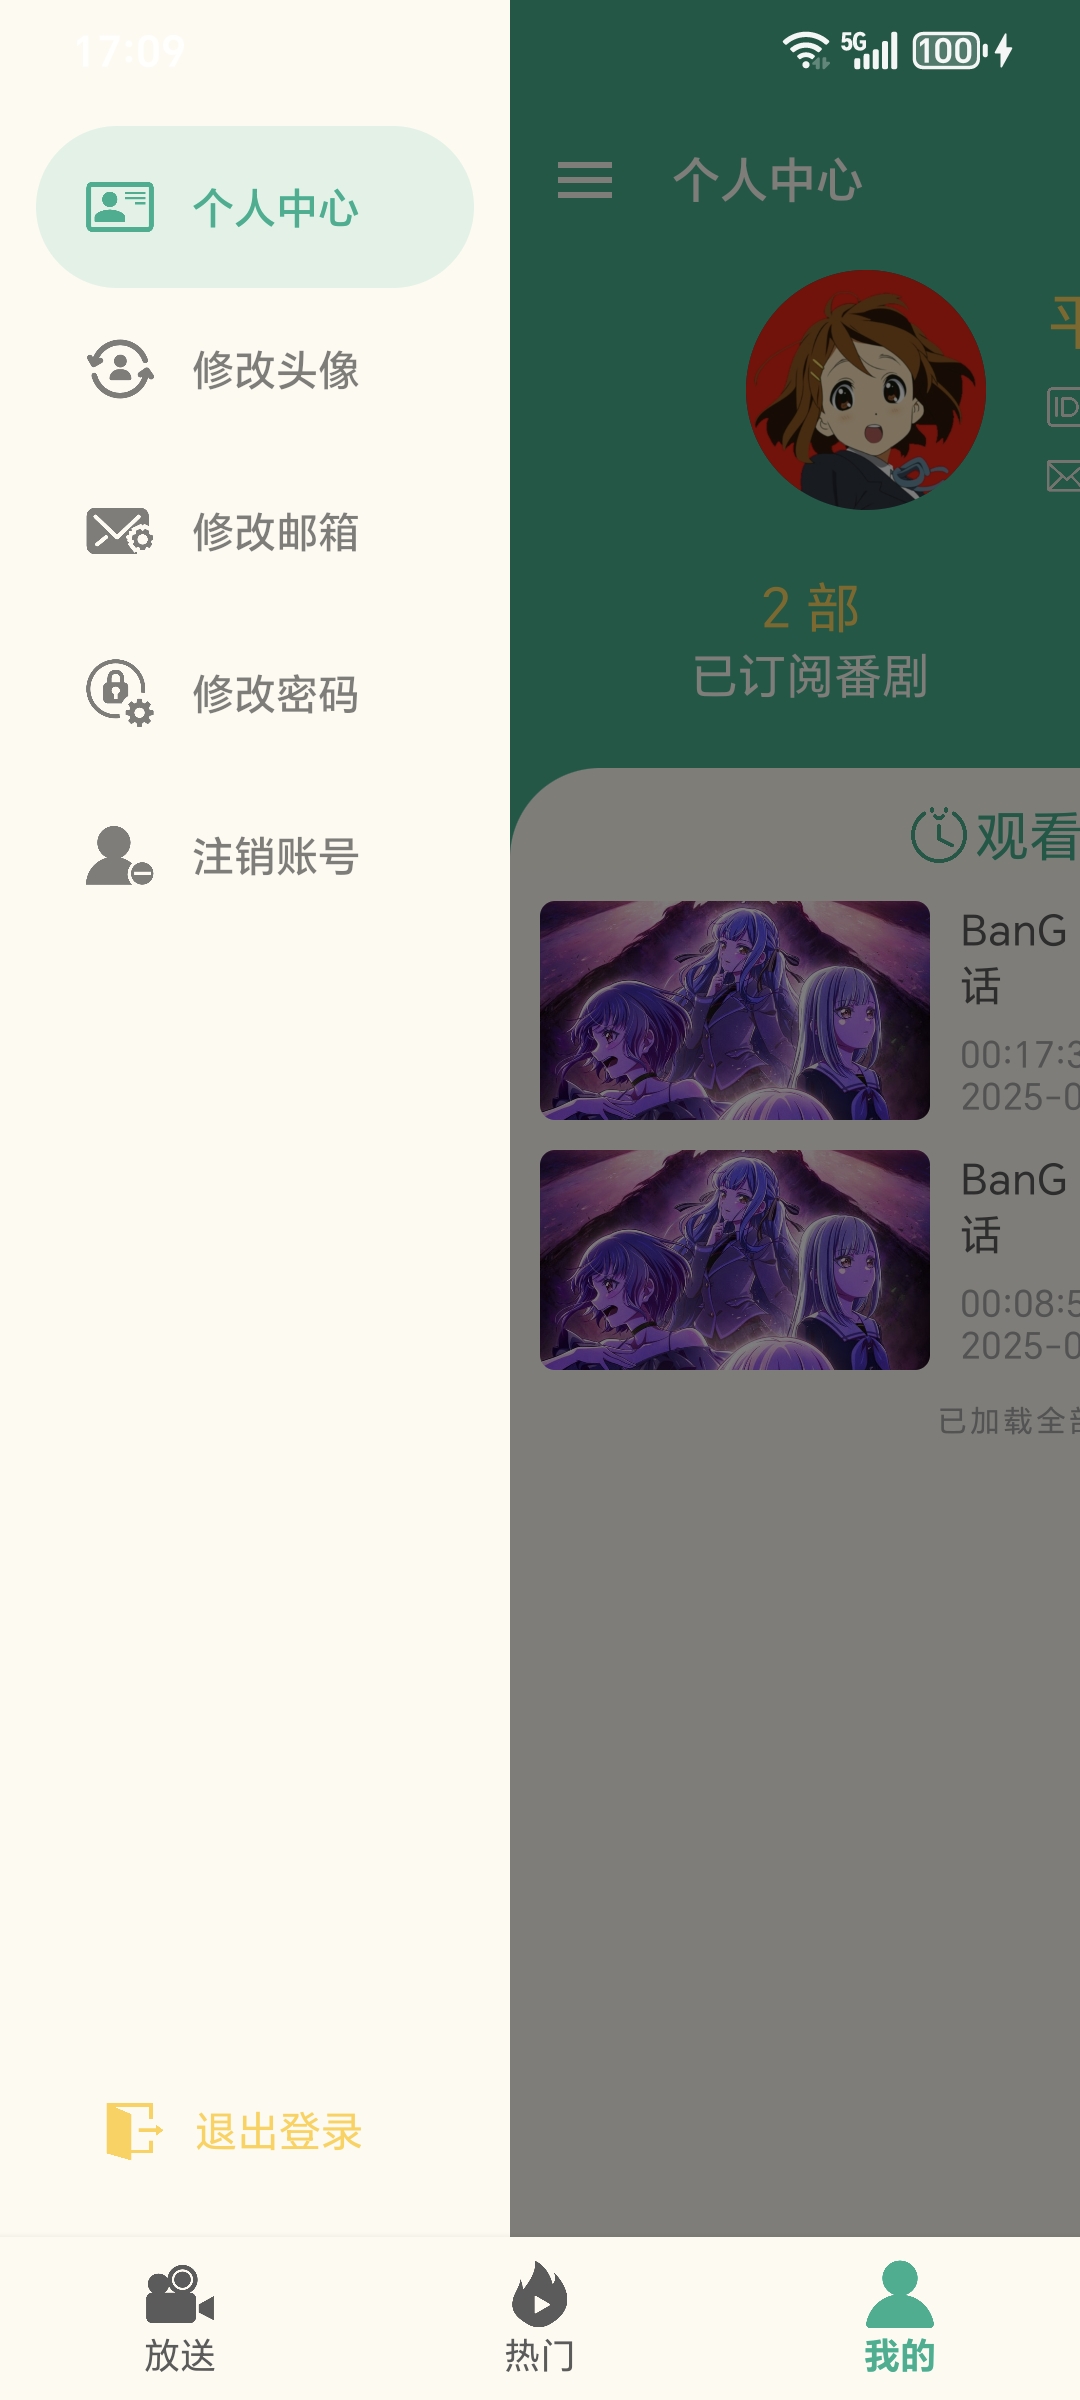 17:09
5G
100
个人中心
修改头像
修改邮箱
修改密码
注销账号
退出登录
个人中心
ID
2 部
已订阅番剧
观看
BanG
话
00:17:3
2025-0
BanG
话
00:08:5
2025-0
已加载全
放送
热门
我的